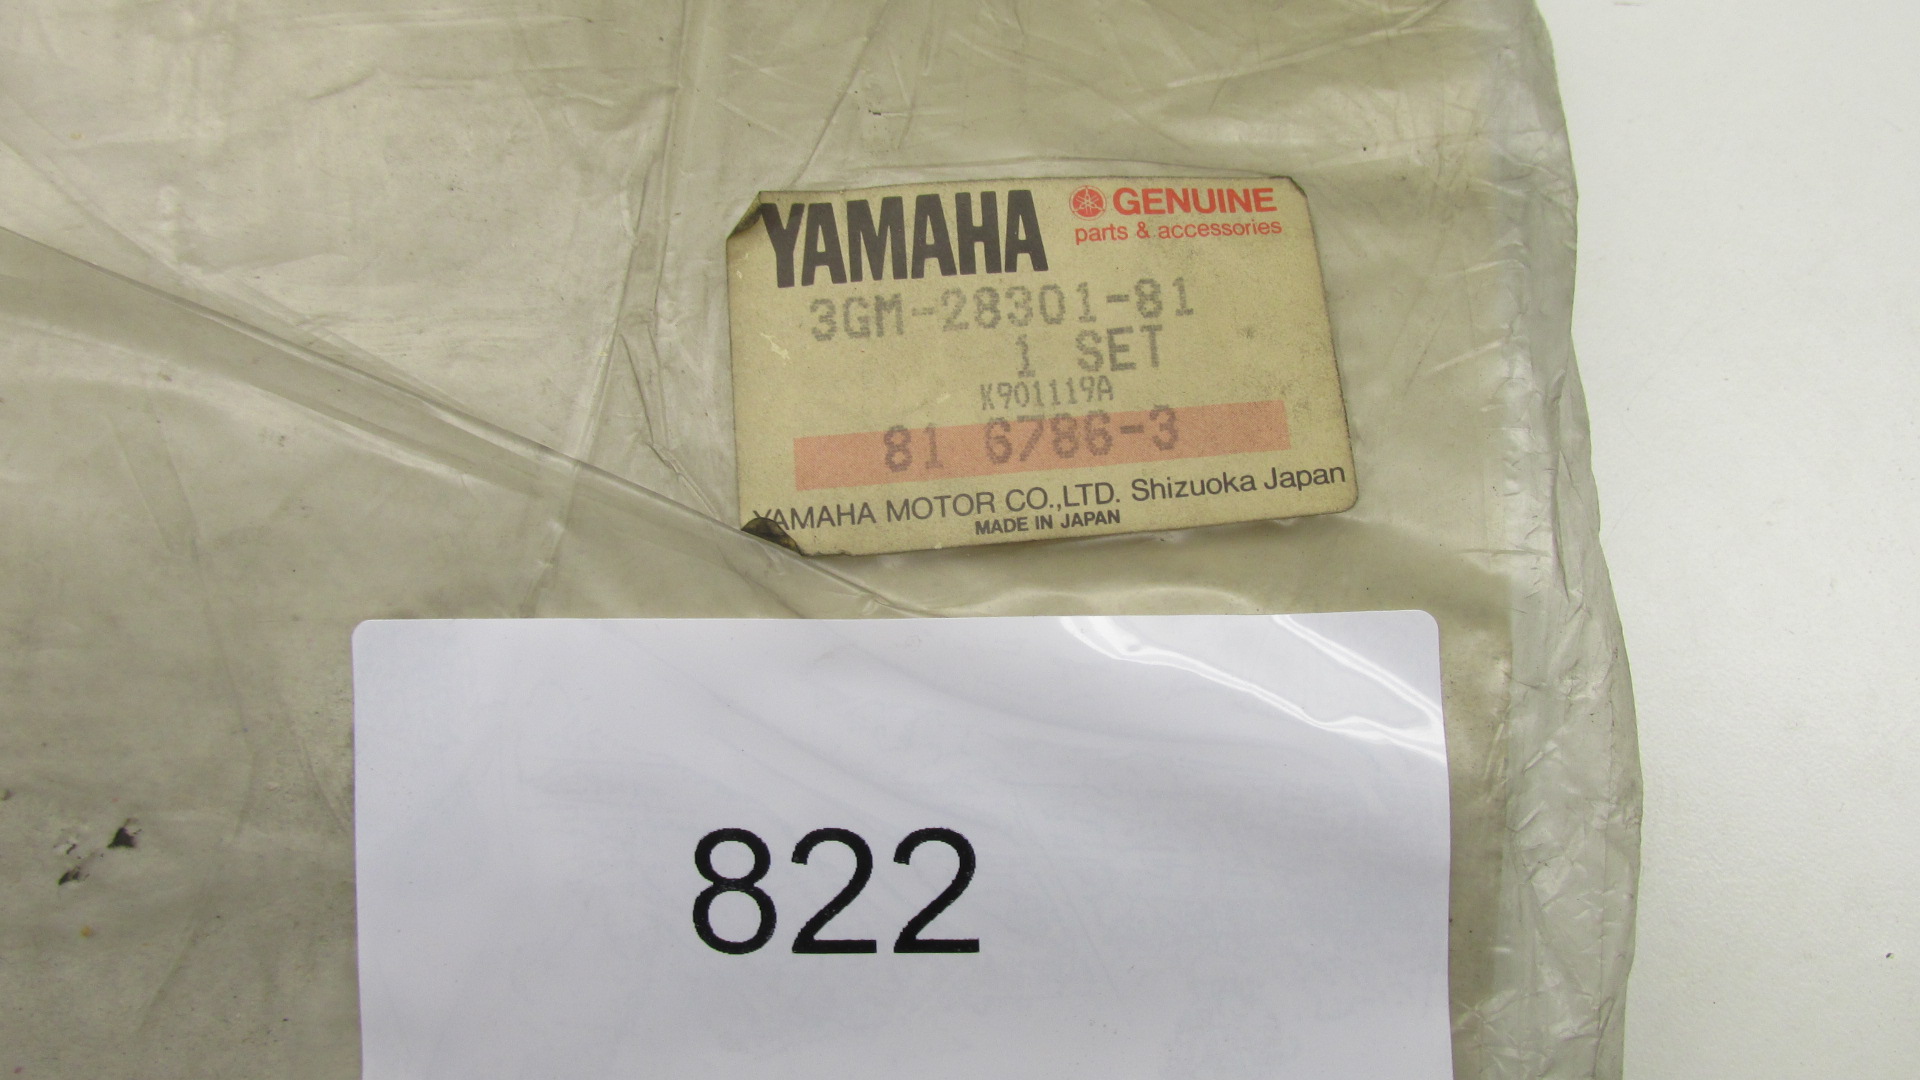 YAMAHA GENUINE
parts & accessories
3GM-28301-81
1 SET
K901119A
81 6786-3
YAMAHA MOTOR CO.,LTD. Shizuoka Japan
MADE IN JAPAN
822